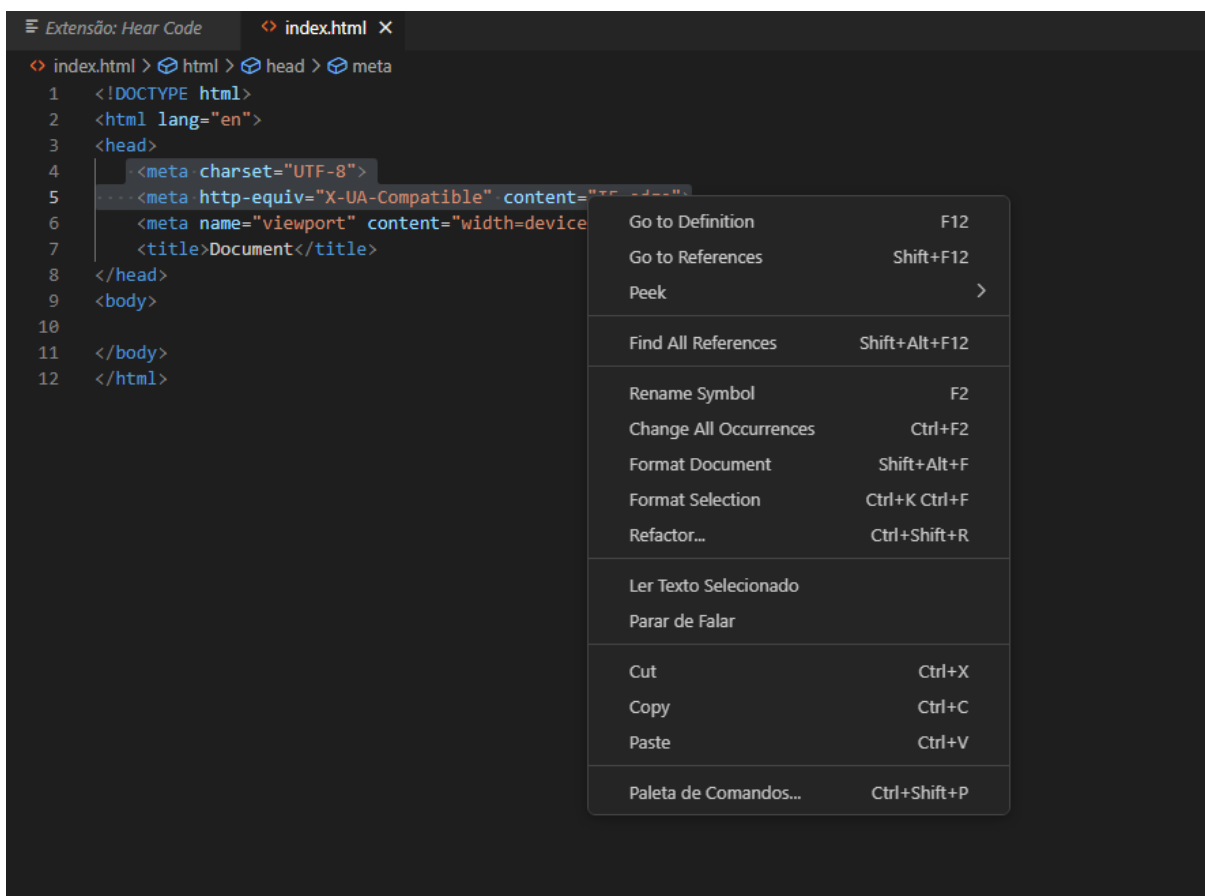 Extensão: Hear Code
index.html
index.html > html > head > meta
1 <!DOCTYPE html>
2 <html lang="en">
3 <head>
4 <meta charset="UTF-8">
5 <meta http-equiv="X-UA-Compatible" content="
6 <meta name="viewport" content="width=device
7 <title>Document</title>
8 </head>
9 <body>
10
11 </body>
12 </html>
Go to Definition F12
Go to References Shift+F12
Peek
Find All References Shift+Alt+F12
Rename Symbol F2
Change All Occurrences Ctrl+F2
Format Document Shift+Alt+F
Format Selection Ctrl+K Ctrl+F
Refactor... Ctrl+Shift+R
Ler Texto Selecionado
Parar de Falar
Cut Ctrl+X
Copy Ctrl+C
Paste Ctrl+V
Paleta de Comandos... Ctrl+Shift+P